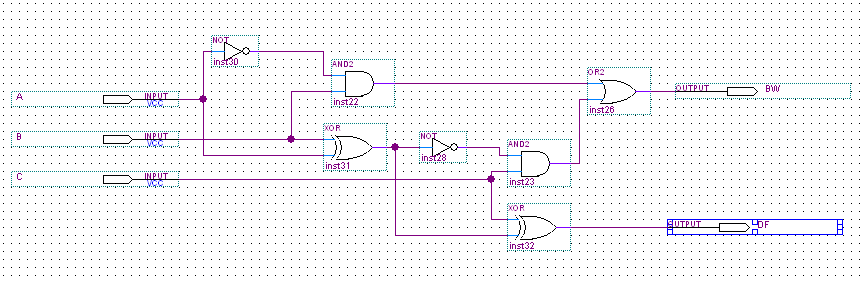 NOT
inst30
AND2
inst22
OR2
inst26
OUTPUT BW
A INPUT
VCC
B INPUT
VCC
XOR
inst31
NOT
inst28
AND2
inst23
C INPUT
VCC
XOR
inst32
OUTPUT DF